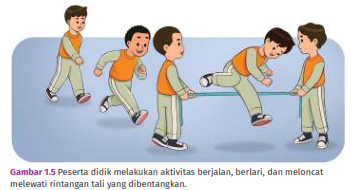 Gambar 1.5 Peserta didik melakukan aktivitas berjalan, berlari, dan meloncat
melewati rintangan tali yang dibentangkan.